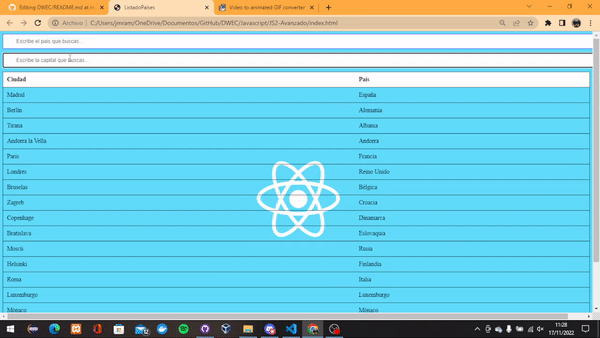 Editing DWEC/README.md at m
ListadoPaises
Video to animated GIF converter
Archivo
C:/Users/jmram/OneDrive/Documentos/GitHub/DWEC/Javascript/JS2-Avanzado/index.html
Escribe el país que buscas...
Escribe la capital que buscas...
Ciudad País
Madrid España
Berlín Alemania
Tirana Albania
Andorra la Vella Andorra
París Francia
Londres Reino Unido
Bruselas Bélgica
Zagreb Croacia
Copenhage Dinamarca
Bratislava Eslovaquia
Moscú Rusia
Helsinki Finlandia
Roma Italia
Luxemburgo Luxemburgo
Mónaco Mónaco
11:28
17/11/2022